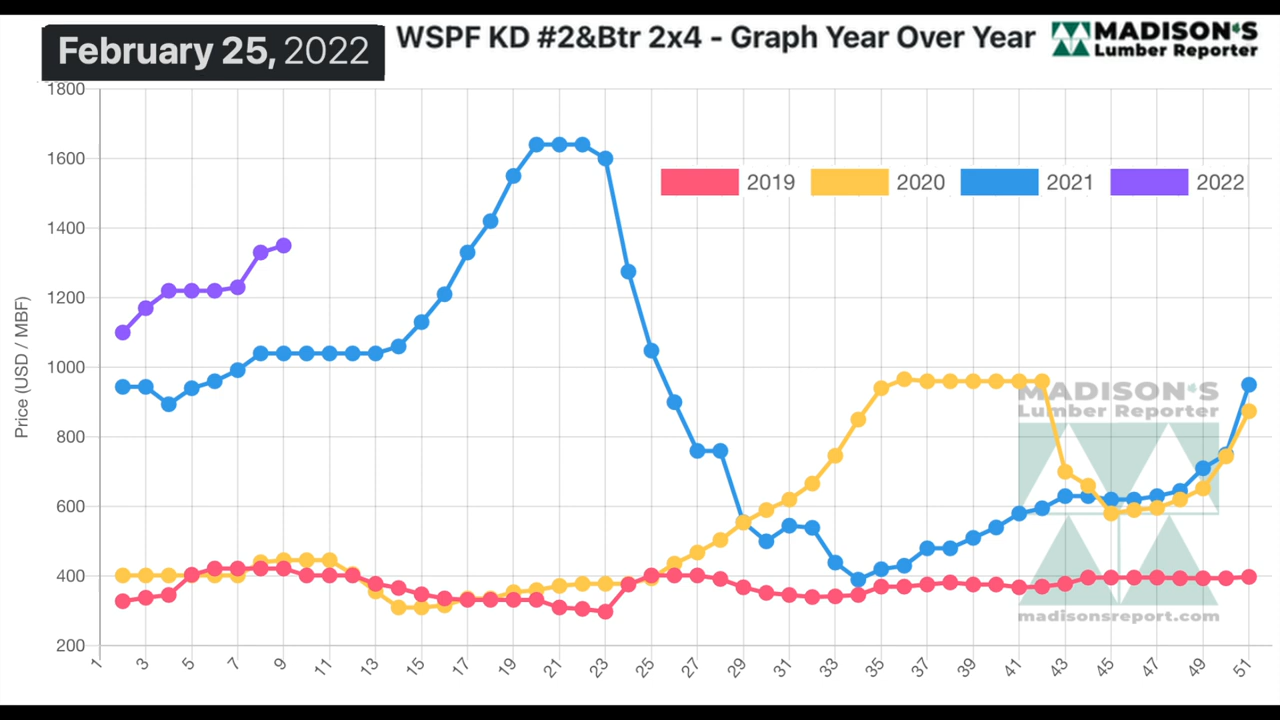 February 25, 2022
WSPF KD #2&Btr 2x4 - Graph Year Over Year
MADISON'S
Lumber Reporter
2019 2020 2021 2022
Price (USD / MBF)
1800
1600
1400
1200
1000
800
600
400
200
1 3 5 7 9 11 13 15 17 19 21 23 25 27 29 31 33 35 37 39 41 43 45 47 49 51
MADISON'S
Lumber Reporter
madisonsreport.com